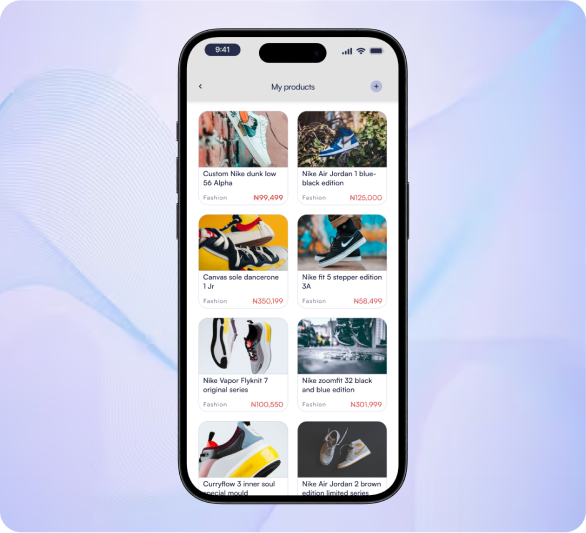 9:41
My products
Custom Nike dunk low
56 Alpha
Fashion
₦99,499
Nike Air Jordan 1 blue-
black edition
Fashion
₦125,000
Canvas sole dancerone
1 Jr
Fashion
₦350,199
Nike fit 5 stepper edition
3A
Fashion
₦58,499
Nike Vapor Flyknit 7
original series
Fashion
₦100,550
Nike zoomfit 32 black
and blue edition
Fashion
₦301,999
Curryflow 3 inner soul
special mould
Nike Air Jordan 2 brown
edition limited series